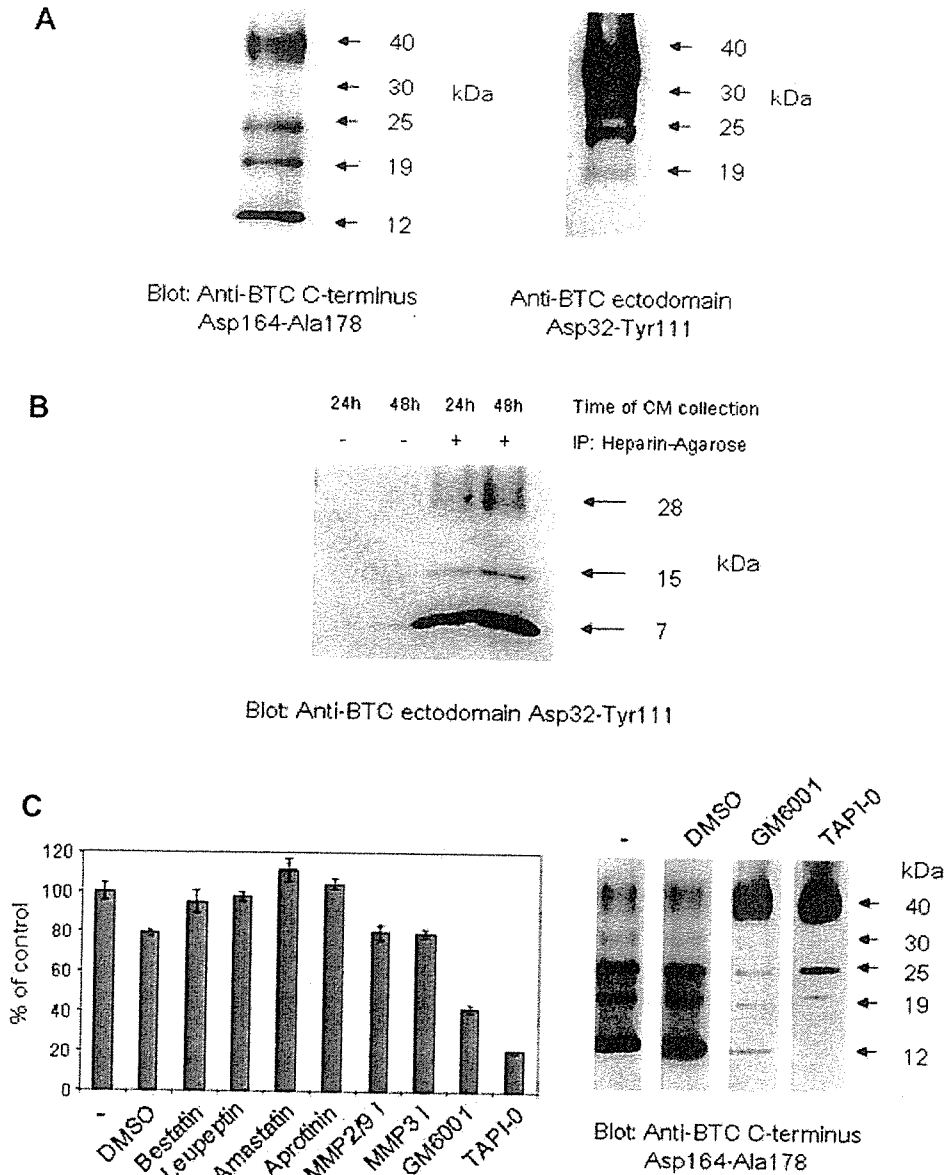 A
40
30 kDa
25
19
12
Blot: Anti-BTC C-terminus
Asp164-Ala178
40
30 kDa
25
19
Anti-BTC ectodomain
Asp32-Tyr111
B
24h 48h 24h 48h Time of CM collection
- - + + IP: Heparin-Agarose
28
15 kDa
7
Blot: Anti-BTC ectodomain Asp32-Tyr111
C
% of control
120
100
80
60
40
20
0
- DMSO Bestatin Leupeptin Amastatin Aprotinin MMP2/9 I MMP3 I GM6001 TAPI-0
- DMSO GM6001 TAPI-0
kDa
40
30
25
19
12
Blot: Anti-BTC C-terminus
Asp164-Ala178